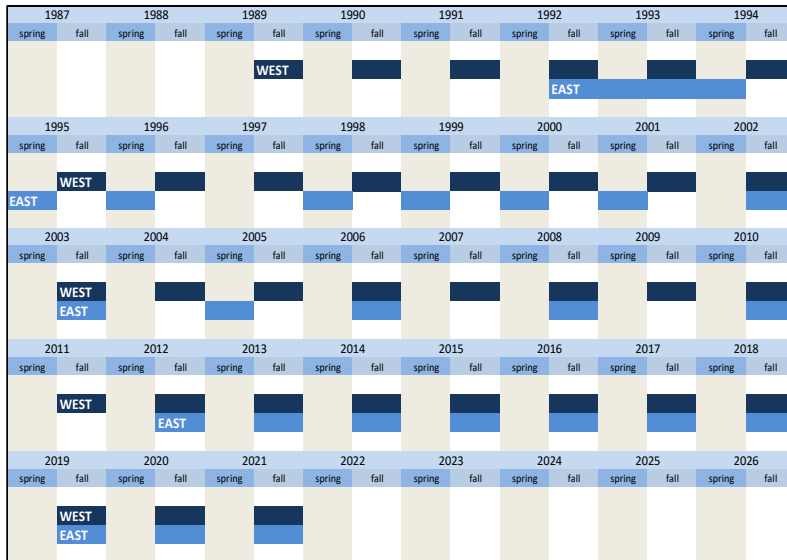 1987 1988 1989 1990 1991 1992 1993 1994
spring fall spring fall spring fall spring fall spring fall spring fall spring fall spring fall
WEST
EAST
1995 1996 1997 1998 1999 2000 2001 2002
spring fall spring fall spring fall spring fall spring fall spring fall spring fall spring fall
WEST
EAST
2003 2004 2005 2006 2007 2008 2009 2010
spring fall spring fall spring fall spring fall spring fall spring fall spring fall spring fall
WEST
EAST
2011 2012 2013 2014 2015 2016 2017 2018
spring fall spring fall spring fall spring fall spring fall spring fall spring fall spring fall
WEST
EAST
2019 2020 2021 2022 2023 2024 2025 2026
spring fall spring fall spring fall spring fall spring fall spring fall spring fall spring fall
WEST
EAST